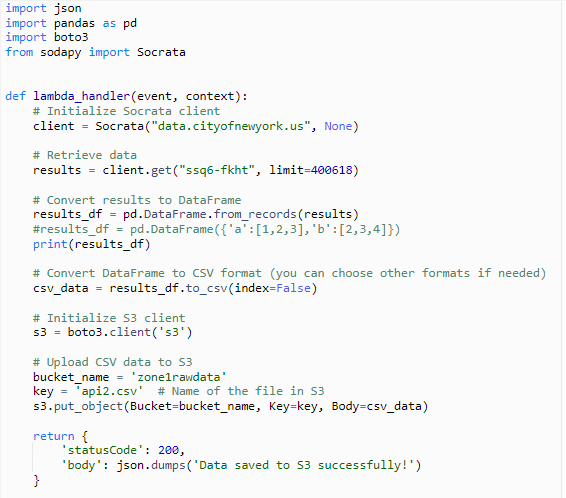 import json
import pandas as pd
import boto3
from sodapy import Socrata


def lambda_handler(event, context):
    # Initialize Socrata client
    client = Socrata("data.cityofnewyork.us", None)

    # Retrieve data
    results = client.get("ssq6-fkht", limit=400618)

    # Convert results to DataFrame
    results_df = pd.DataFrame.from_records(results)
    #results_df = pd.DataFrame({'a':[1,2,3],'b':[2,3,4]})
    print(results_df)

    # Convert DataFrame to CSV format (you can choose other formats if needed)
    csv_data = results_df.to_csv(index=False)

    # Initialize S3 client
    s3 = boto3.client('s3')

    # Upload CSV data to S3
    bucket_name = 'zone1rawdata'
    key = 'api2.csv'  # Name of the file in S3
    s3.put_object(Bucket=bucket_name, Key=key, Body=csv_data)

    return {
        'statusCode': 200,
        'body': json.dumps('Data saved to S3 successfully!')
    }